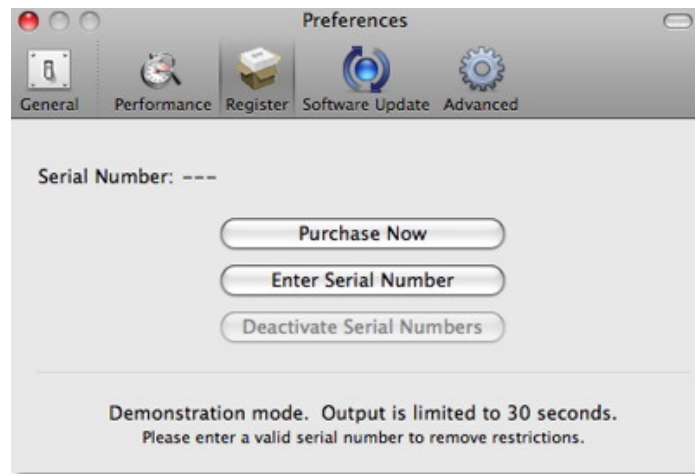 Preferences
General Performance Register Software Update Advanced
Serial Number: ---
Purchase Now
Enter Serial Number
Deactivate Serial Numbers
Demonstration mode. Output is limited to 30 seconds.
Please enter a valid serial number to remove restrictions.